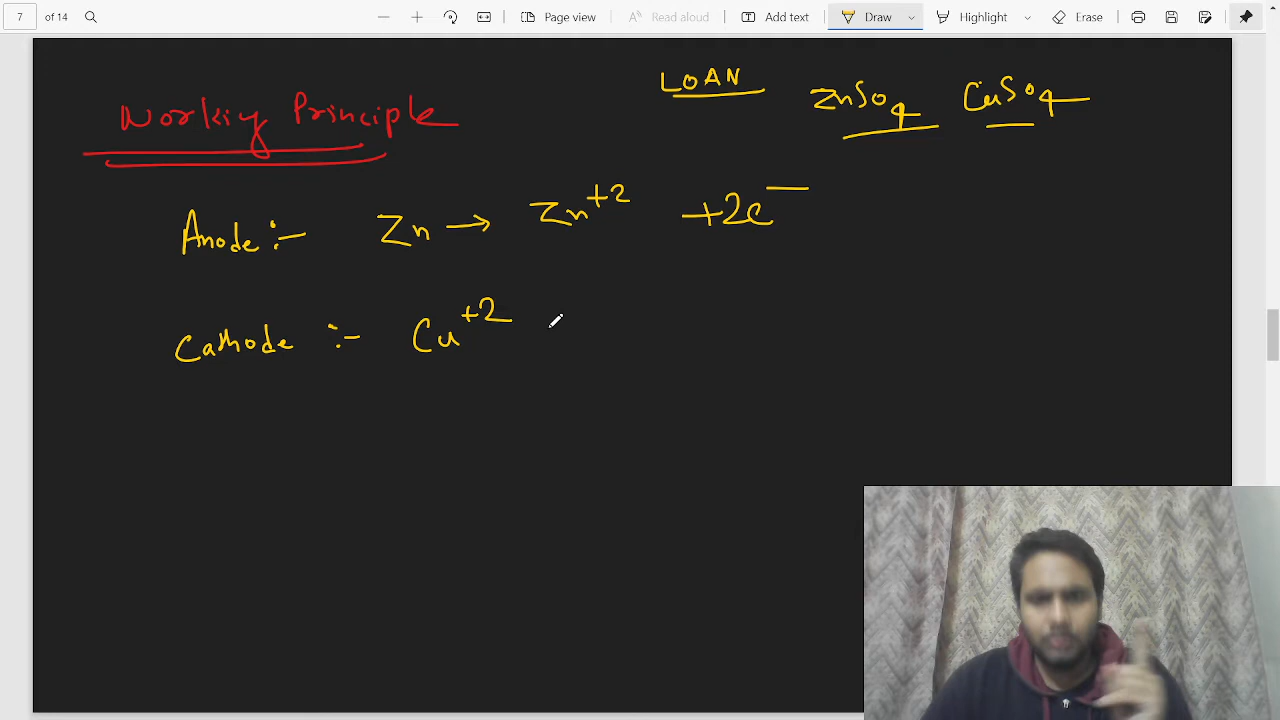 7 of 14 Page view Read aloud Add text Draw Highlight Erase
LOAN ZnSO4 CuSO4
Working Principle
Anode :- Zn → Zn+2 +2e−
Cathode :- Cu+2